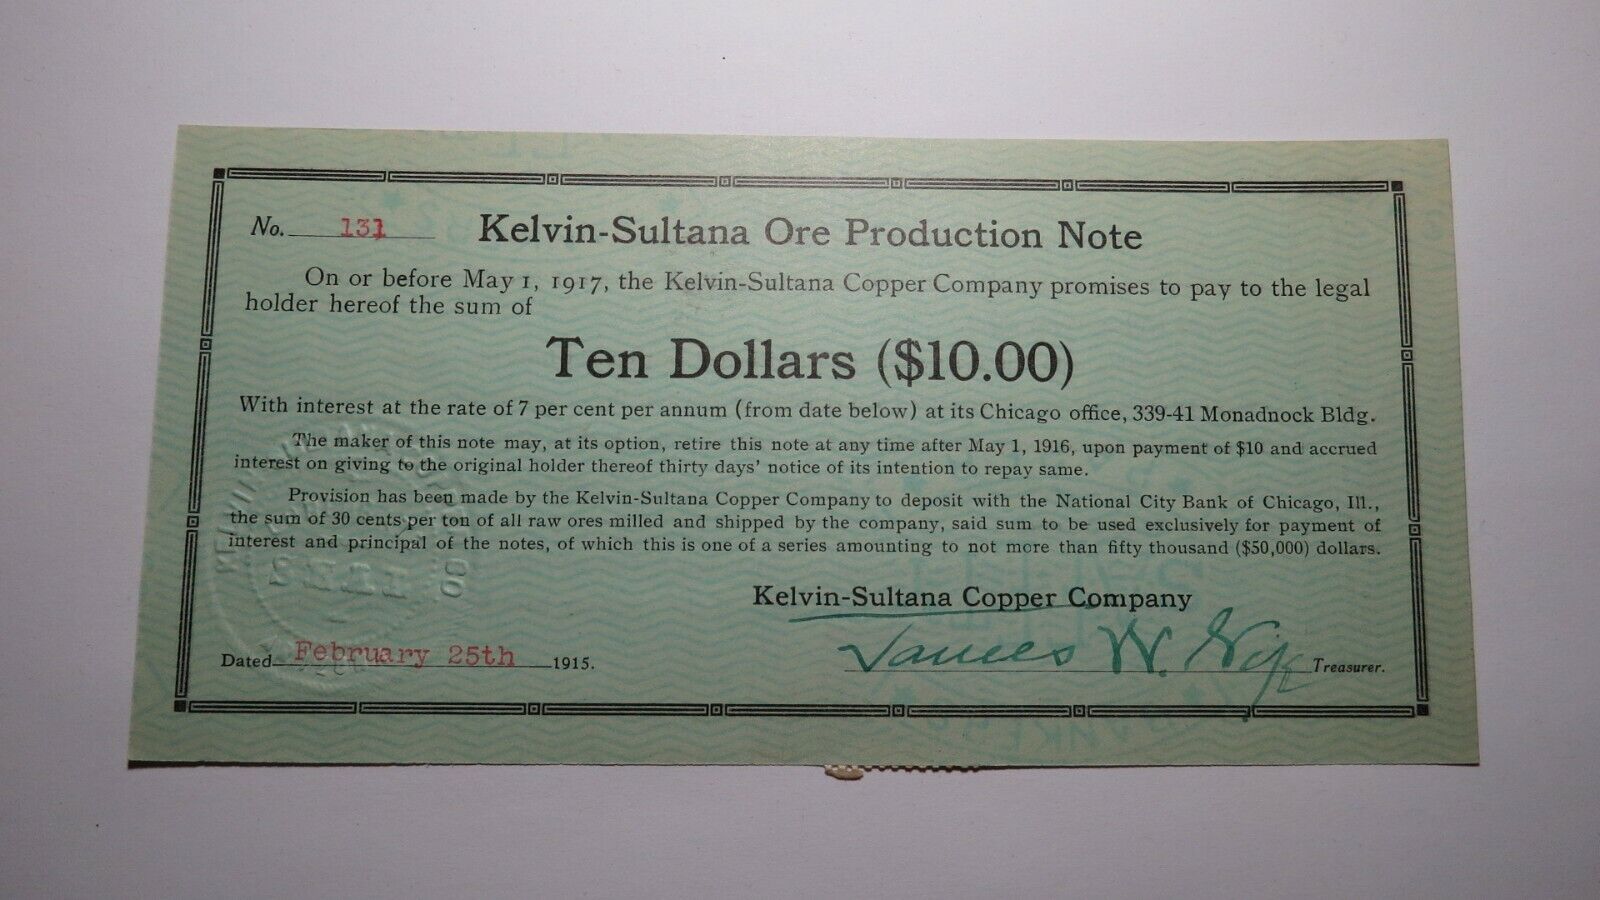 No. 131 Kelvin-Sultana Ore Production Note
On or before May 1, 1917, the Kelvin-Sultana Copper Company promises to pay to the legal
holder hereof the sum of
Ten Dollars ($10.00)
With interest at the rate of 7 per cent per annum (from date below) at its Chicago office, 339-41 Monadnock Bldg.
The maker of this note may, at its option, retire this note at any time after May 1, 1916, upon payment of $10 and accrued
interest on giving to the original holder thereof thirty days' notice of its intention to repay same.
Provision has been made by the Kelvin-Sultana Copper Company to deposit with the National City Bank of Chicago, Ill.,
the sum of 30 cents per ton of all raw ores milled and shipped by the company, said sum to be used exclusively for payment of
interest and principal of the notes, of which this is one of a series amounting to not more than fifty thousand ($50,000) dollars.
Kelvin-Sultana Copper Company
Dated February 25th 1915.
James W. Treasurer.